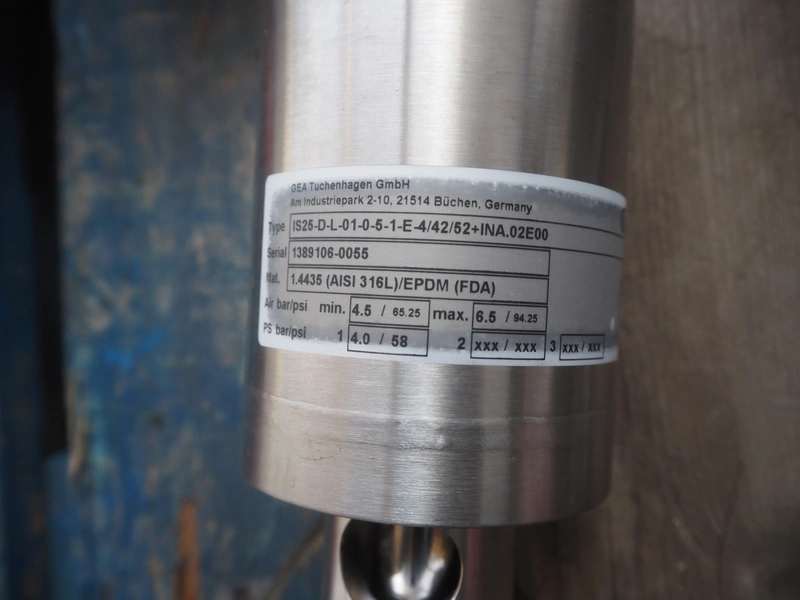 GEA Tuchenhagen GmbH
Am Industriepark 2-10, 21514 Büchen, Germany
Type IS25-D-L-01-0-5-1-E-4/42/52+INA.02E00
Serial 1389106-0055
Mat. 1.4435 (AISI 316L)/EPDM (FDA)
Air bar/psi min. 4.5 / 65.25 max. 6.5 / 94.25
PS bar/psi 1 4.0 / 58 2 xxx / xxx 3 xxx / xxx